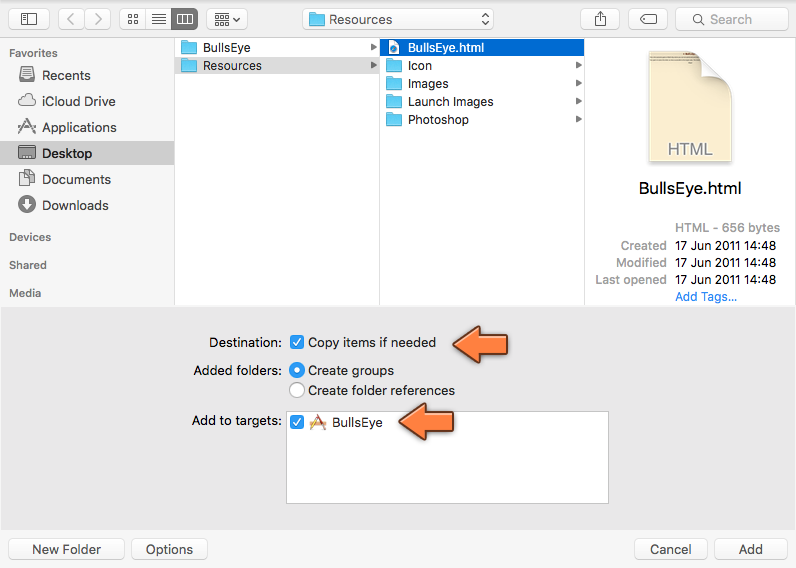 Resources
Search
Favorites
Recents
iCloud Drive
Applications
Desktop
Documents
Downloads
Devices
Shared
Media
BullsEye
Resources
BullsEye.html
Icon
Images
Launch Images
Photoshop
HTML
BullsEye.html
HTML - 656 bytes
Created 17 Jun 2011 14:48
Modified 17 Jun 2011 14:48
Last opened 17 Jun 2011 14:48
Add Tags...
Destination: Copy items if needed
Added folders: Create groups
Create folder references
Add to targets: BullsEye
New Folder Options Cancel Add